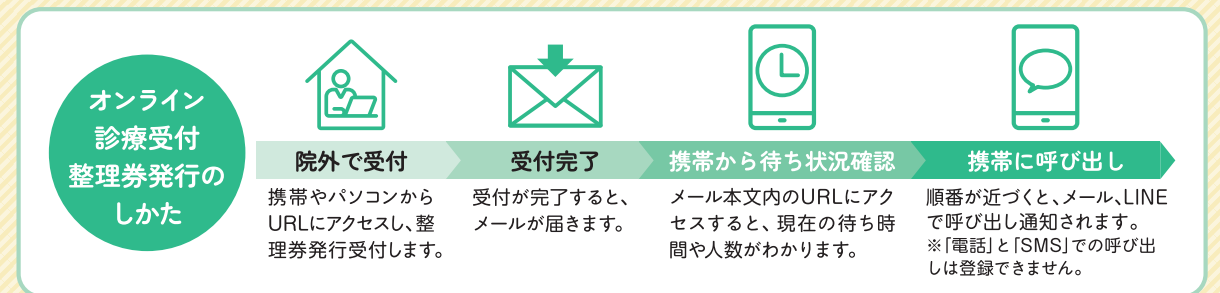 オンライン
診療受付
整理券発行の
しかた
院外で受付
携帯やパソコンから
URLにアクセスし、整
理券発行受付します。
受付完了
受付が完了すると、
メールが届きます。
携帯から待ち状況確認
メール本文内のURLにアク
セスすると、現在の待ち時
間や人数がわかります。
携帯に呼び出し
順番が近づくと、メール、LINE
で呼び出し通知されます。
※「電話」と「SMS」での呼び出
しは登録できません。